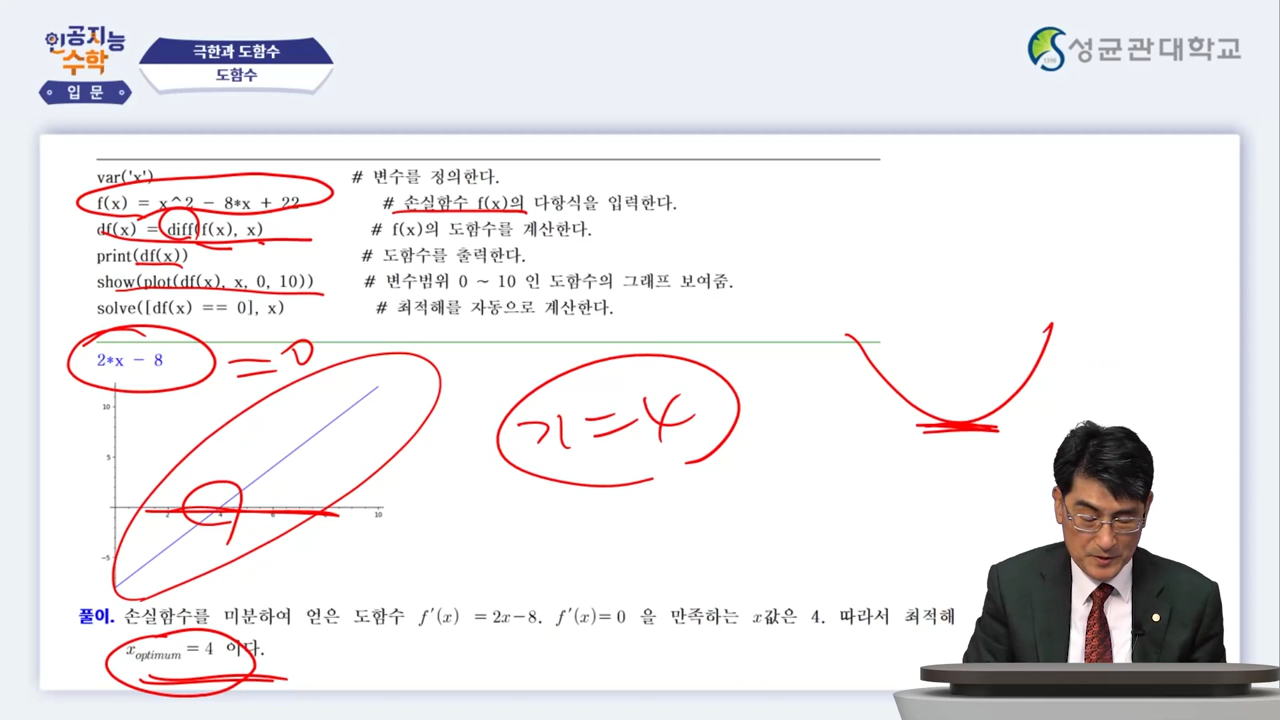 인공지능
수학
입문
극한과 도함수
도함수
성균관대학교
var('x') # 변수를 정의한다.
f(x) = x^2 - 8*x + 22 # 손실함수 f(x)의 다항식을 입력한다.
df(x) = diff(f(x), x) # f(x)의 도함수를 계산한다.
print(df(x)) # 도함수를 출력한다.
show(plot(df(x), x, 0, 10)) # 변수범위 0 ~ 10 인 도함수의 그래프 보여줌.
solve([df(x) == 0], x) # 최적해를 자동으로 계산한다.
2*x - 8 = 0
x=4
10
5
2 4 6 8 10
-5
풀이. 손실함수를 미분하여 얻은 도함수 f'(x) = 2x-8. f'(x)=0 을 만족하는 x값은 4. 따라서 최적해
x_optimum = 4 이다.